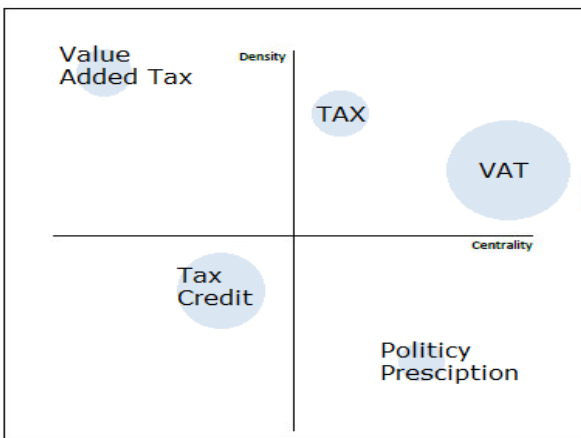 Value
Added Tax
Density
TAX
VAT
Centrality
Tax
Credit
Politicy
Presciption